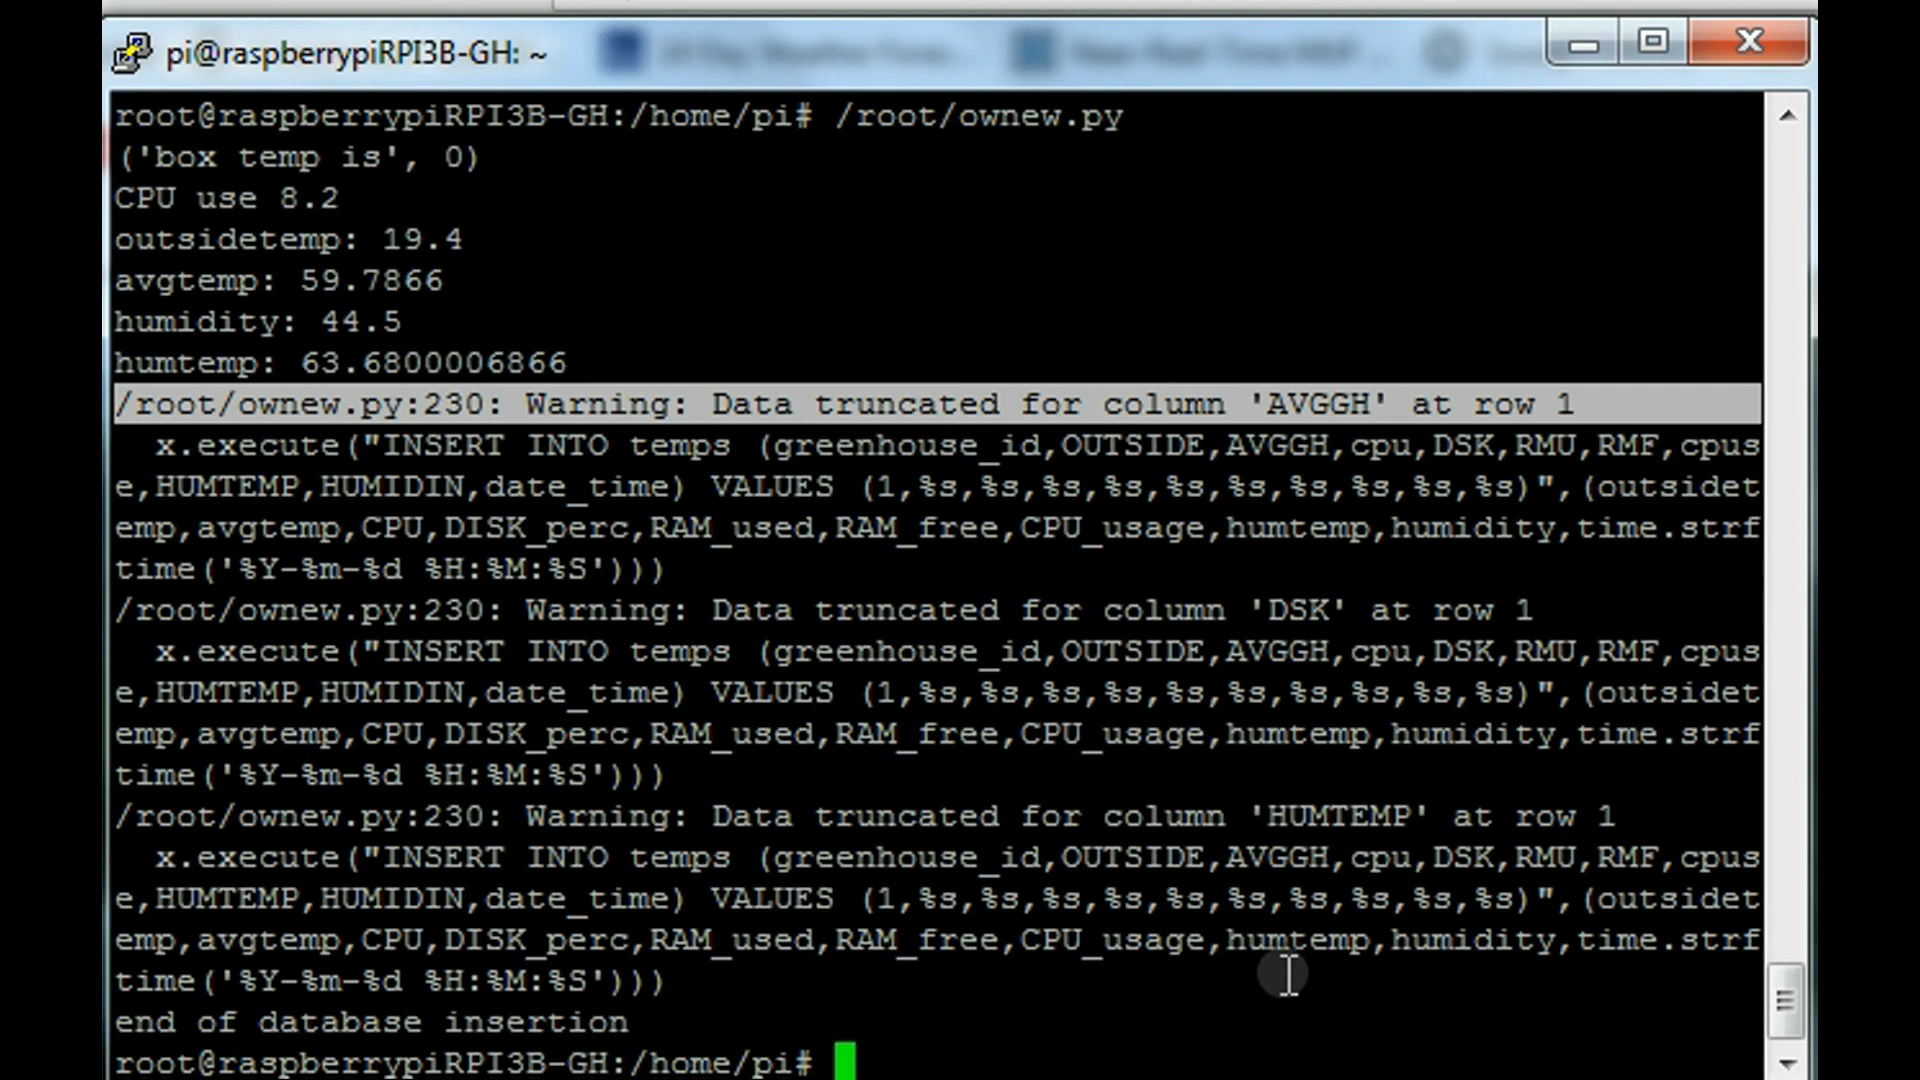 pi@raspberrypiRPI3B-GH: ~
root@raspberrypiRPI3B-GH:/home/pi# /root/ownew.py
('box temp is', 0)
CPU use 8.2
outsidetemp: 19.4
avgtemp: 59.7866
humidity: 44.5
humtemp: 63.6800006866
/root/ownew.py:230: Warning: Data truncated for column 'AVGGH' at row 1
  x.execute("INSERT INTO temps (greenhouse_id,OUTSIDE,AVGGH,cpu,DSK,RMU,RMF,cpus
e,HUMTEMP,HUMIDIN,date_time) VALUES (1,%s,%s,%s,%s,%s,%s,%s,%s,%s,%s)",(outsidet
emp,avgtemp,CPU,DISK_perc,RAM_used,RAM_free,CPU_usage,humtemp,humidity,time.strf
time('%Y-%m-%d %H:%M:%S')))
/root/ownew.py:230: Warning: Data truncated for column 'DSK' at row 1
  x.execute("INSERT INTO temps (greenhouse_id,OUTSIDE,AVGGH,cpu,DSK,RMU,RMF,cpus
e,HUMTEMP,HUMIDIN,date_time) VALUES (1,%s,%s,%s,%s,%s,%s,%s,%s,%s,%s)",(outsidet
emp,avgtemp,CPU,DISK_perc,RAM_used,RAM_free,CPU_usage,humtemp,humidity,time.strf
time('%Y-%m-%d %H:%M:%S')))
/root/ownew.py:230: Warning: Data truncated for column 'HUMTEMP' at row 1
  x.execute("INSERT INTO temps (greenhouse_id,OUTSIDE,AVGGH,cpu,DSK,RMU,RMF,cpus
e,HUMTEMP,HUMIDIN,date_time) VALUES (1,%s,%s,%s,%s,%s,%s,%s,%s,%s,%s)",(outsidet
emp,avgtemp,CPU,DISK_perc,RAM_used,RAM_free,CPU_usage,humtemp,humidity,time.strf
time('%Y-%m-%d %H:%M:%S')))
end of database insertion
root@raspberrypiRPI3B-GH:/home/pi#